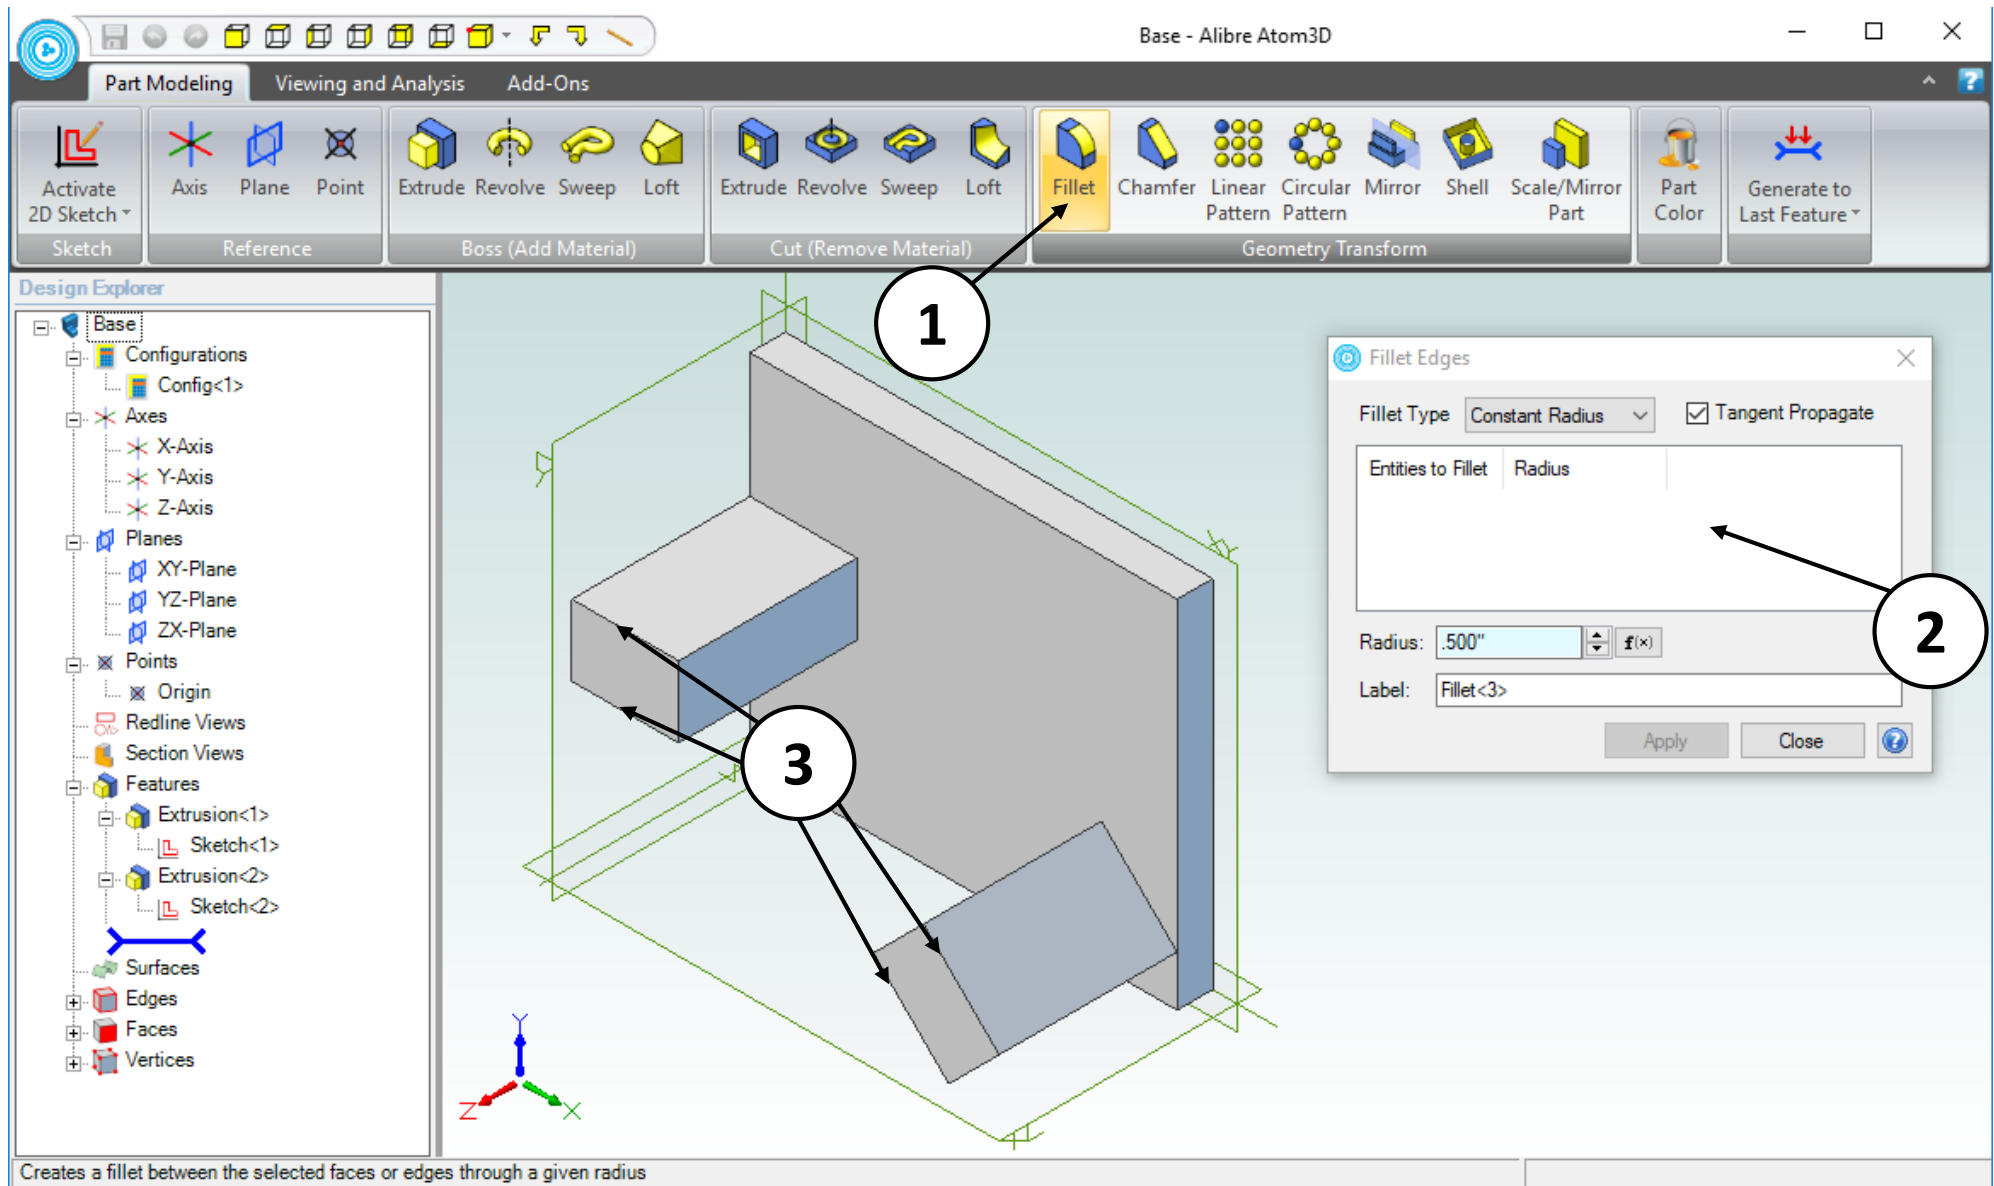 Base - Alibre Atom3D
Part Modeling
Viewing and Analysis
Add-Ons
Activate
2D Sketch
Axis
Plane
Point
Extrude
Revolve
Sweep
Loft
Extrude
Revolve
Sweep
Loft
Fillet
Chamfer
Linear
Pattern
Circular
Pattern
Mirror
Shell
Scale/Mirror
Part
Part
Color
Generate to
Last Feature
Sketch
Reference
Boss (Add Material)
Cut (Remove Material)
Geometry Transform
Design Explorer
Base
Configurations
Config<1>
Axes
X-Axis
Y-Axis
Z-Axis
Planes
XY-Plane
YZ-Plane
ZX-Plane
Points
Origin
Redline Views
Section Views
Features
Extrusion<1>
Sketch<1>
Extrusion<2>
Sketch<2>
Surfaces
Edges
Faces
Vertices
1
Fillet Edges
Fillet Type
Constant Radius
Tangent Propagate
Entities to Fillet
Radius
2
Radius:
.500"
f(x)
Label:
Fillet<3>
Apply
Close
?
3
Y
Z
X
Creates a fillet between the selected faces or edges through a given radius